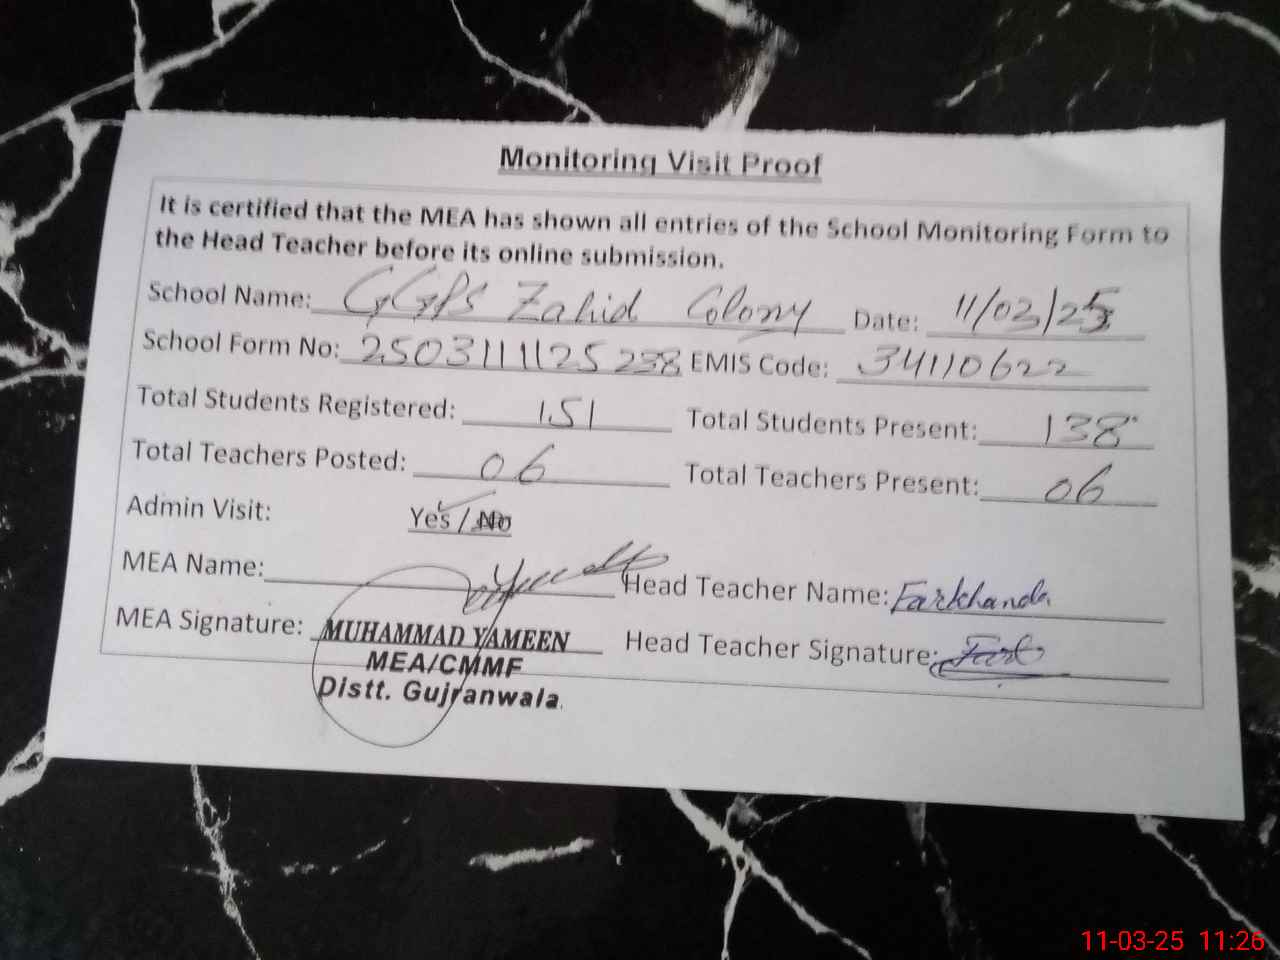 Monitoring Visit Proof
It is certified that the MEA has shown all entries of the School Monitoring Form to
the Head Teacher before its online submission.
School Name: GGPS Zahid Colony Date: 11/03/25
School Form No: 2503111125238 EMIS Code: 34110622
Total Students Registered: 151 Total Students Present: 138
Total Teachers Posted: 06 Total Teachers Present: 06
Admin Visit: Yes / No
MEA Name: Head Teacher Name: Farkhanda
MEA Signature: MUHAMMAD YAMEEN Head Teacher Signature:
MEA/CMMF
Distt. Gujranwala.
11-03-25 11:26